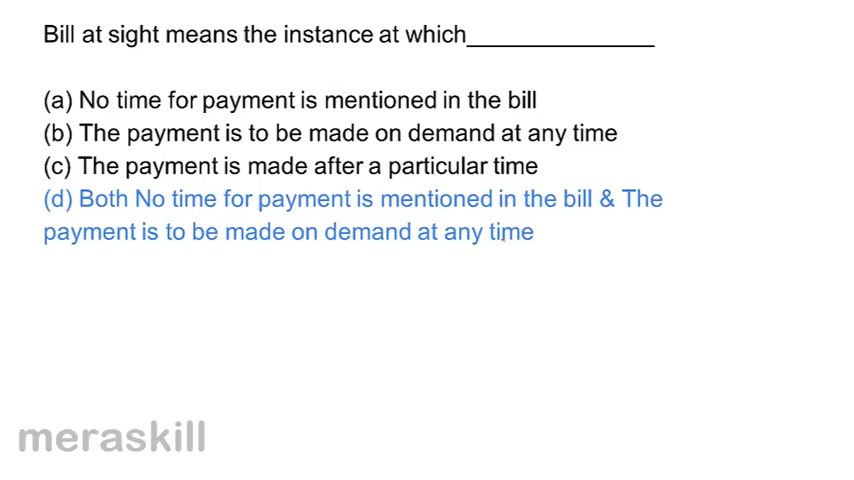 Bill at sight means the instance at which_______________
(a) No time for payment is mentioned in the bill
(b) The payment is to be made on demand at any time
(c) The payment is made after a particular time
(d) Both No time for payment is mentioned in the bill & The
payment is to be made on demand at any time
meraskill